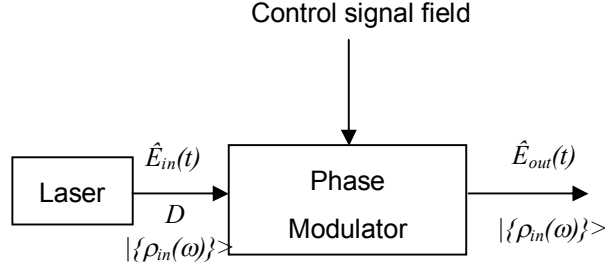 Control signal field
Ê_in(t)
Laser
D
|{ρ_in(ω)}>
Phase
Modulator
Ê_out(t)
|{ρ_in(ω)}>